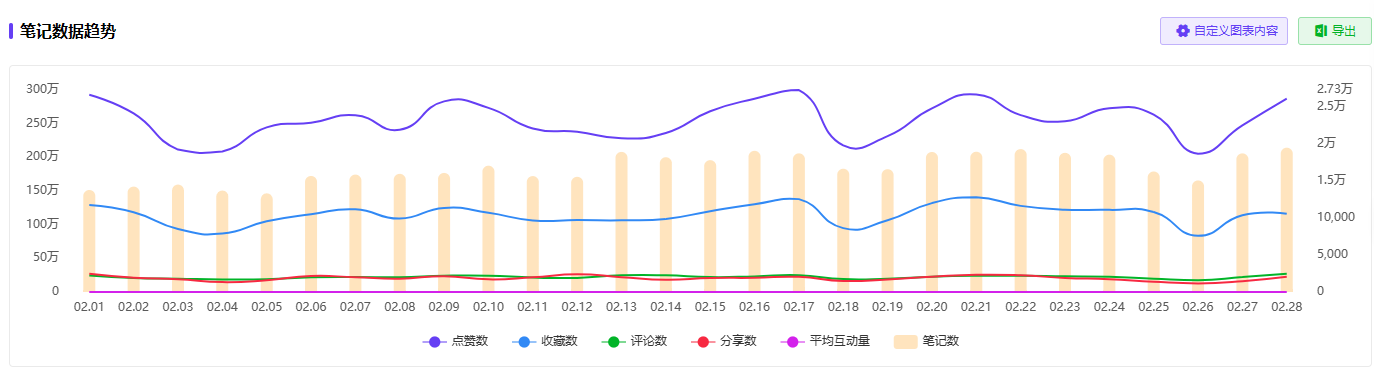 笔记数据趋势
自定义图表内容
导出
300万
250万
200万
150万
100万
50万
0
2.73万
2.5万
2万
1.5万
10,000
5,000
0
02.01 02.02 02.03 02.04 02.05 02.06 02.07 02.08 02.09 02.10 02.11 02.12 02.13 02.14 02.15 02.16 02.17 02.18 02.19 02.20 02.21 02.22 02.23 02.24 02.25 02.26 02.27 02.28
点赞数 收藏数 评论数 分享数 平均互动量 笔记数